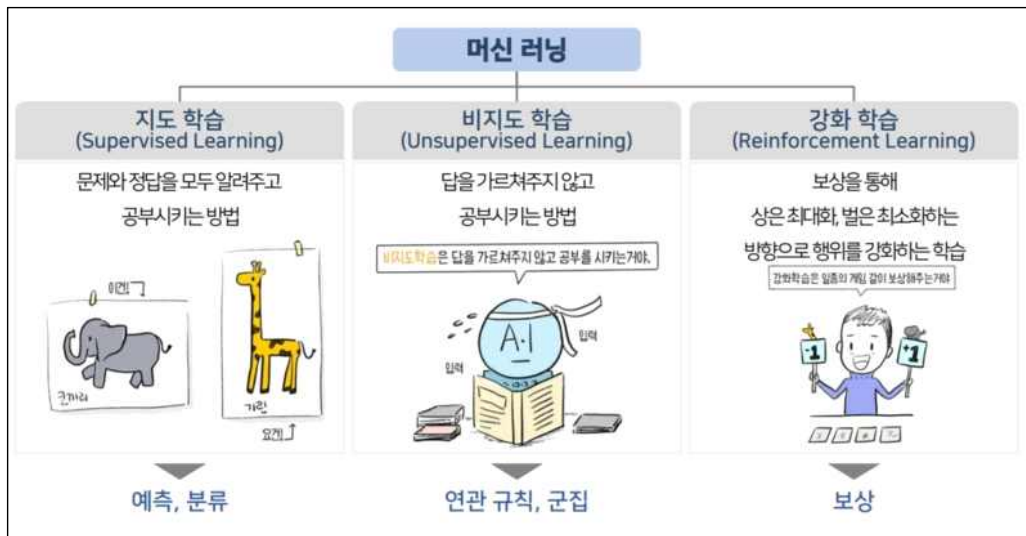 머신 러닝
지도 학습
(Supervised Learning)
문제와 정답을 모두 알려주고
공부시키는 방법
이건!
코끼리
기린
요건!
예측, 분류
비지도 학습
(Unsupervised Learning)
답을 가르쳐주지 않고
공부시키는 방법
비지도학습은 답을 가르쳐주지 않고 공부를 시키는거야.
A.I
입력
입력
연관 규칙, 군집
강화 학습
(Reinforcement Learning)
보상을 통해
상은 최대화, 벌은 최소화하는
방향으로 행위를 강화하는 학습
강화학습은 일종의 게임 같이 보상해주는거야
-1
+1
보상